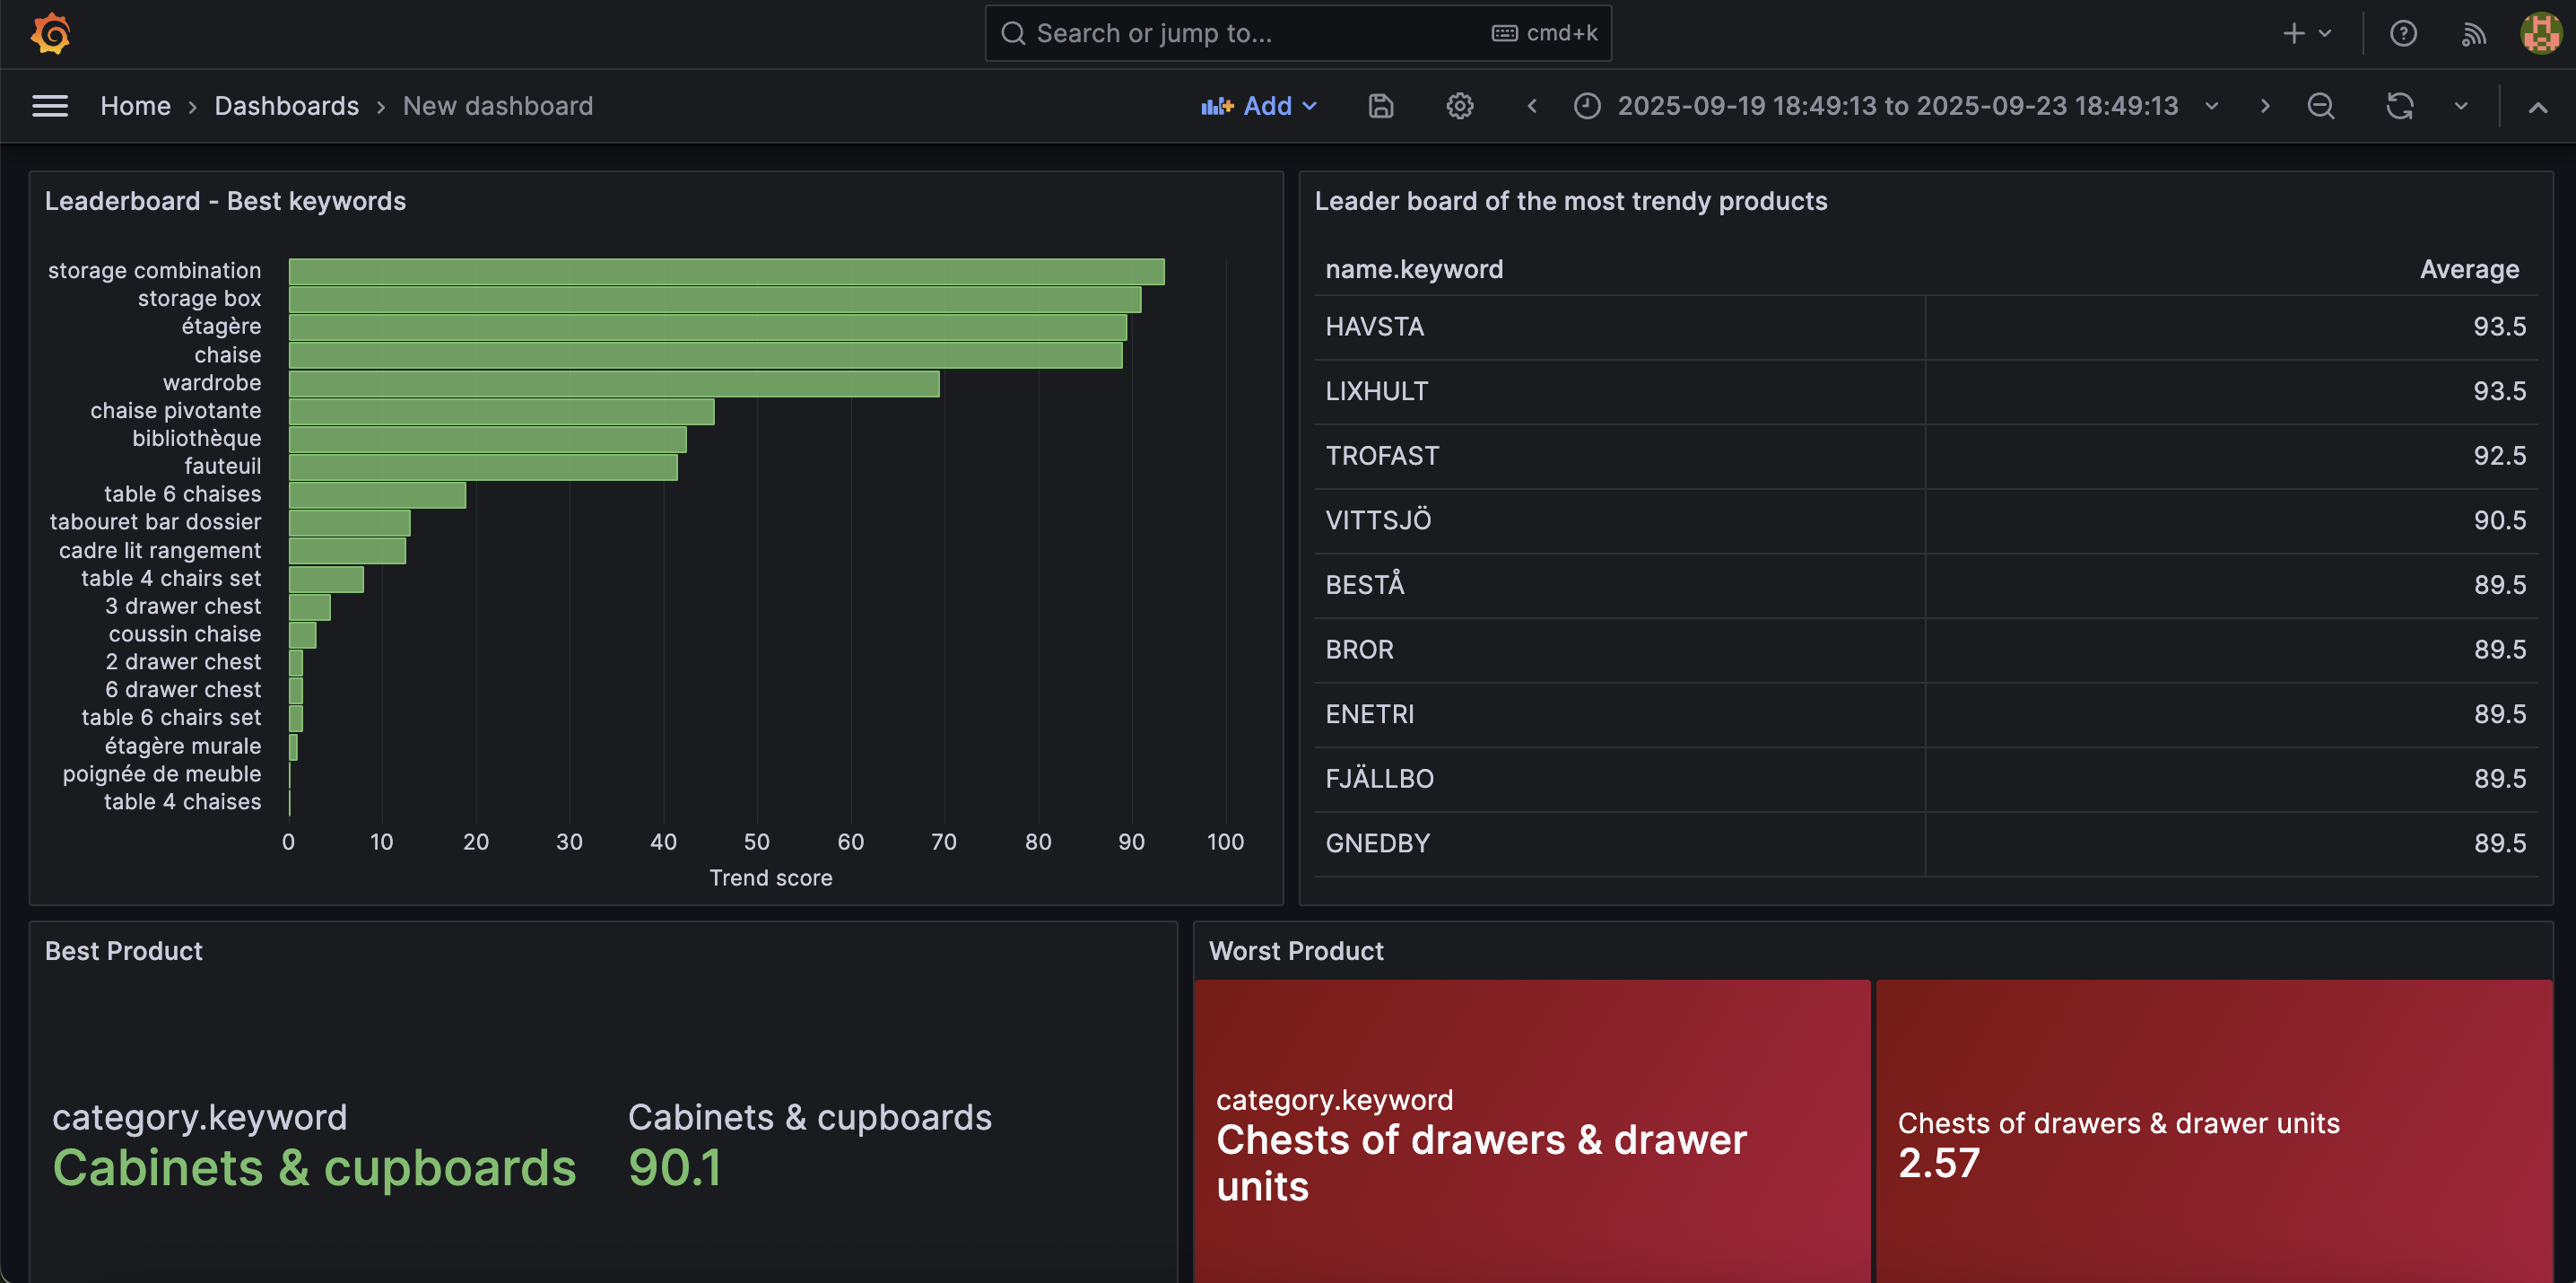 Search or jump to... cmd+k
Home › Dashboards › New dashboard
Add
2025-09-19 18:49:13 to 2025-09-23 18:49:13
Leaderboard - Best keywords
storage combination
storage box
étagère
chaise
wardrobe
chaise pivotante
bibliothèque
fauteuil
table 6 chaises
tabouret bar dossier
cadre lit rangement
table 4 chairs set
3 drawer chest
coussin chaise
2 drawer chest
6 drawer chest
table 6 chairs set
étagère murale
poignée de meuble
table 4 chaises
0 10 20 30 40 50 60 70 80 90 100
Trend score
Leader board of the most trendy products
name.keyword Average
HAVSTA 93.5
LIXHULT 93.5
TROFAST 92.5
VITTSJÖ 90.5
BESTÅ 89.5
BROR 89.5
ENETRI 89.5
FJÄLLBO 89.5
GNEDBY 89.5
Best Product
category.keyword
Cabinets & cupboards
Cabinets & cupboards
90.1
Worst Product
category.keyword
Chests of drawers & drawer
units
Chests of drawers & drawer units
2.57